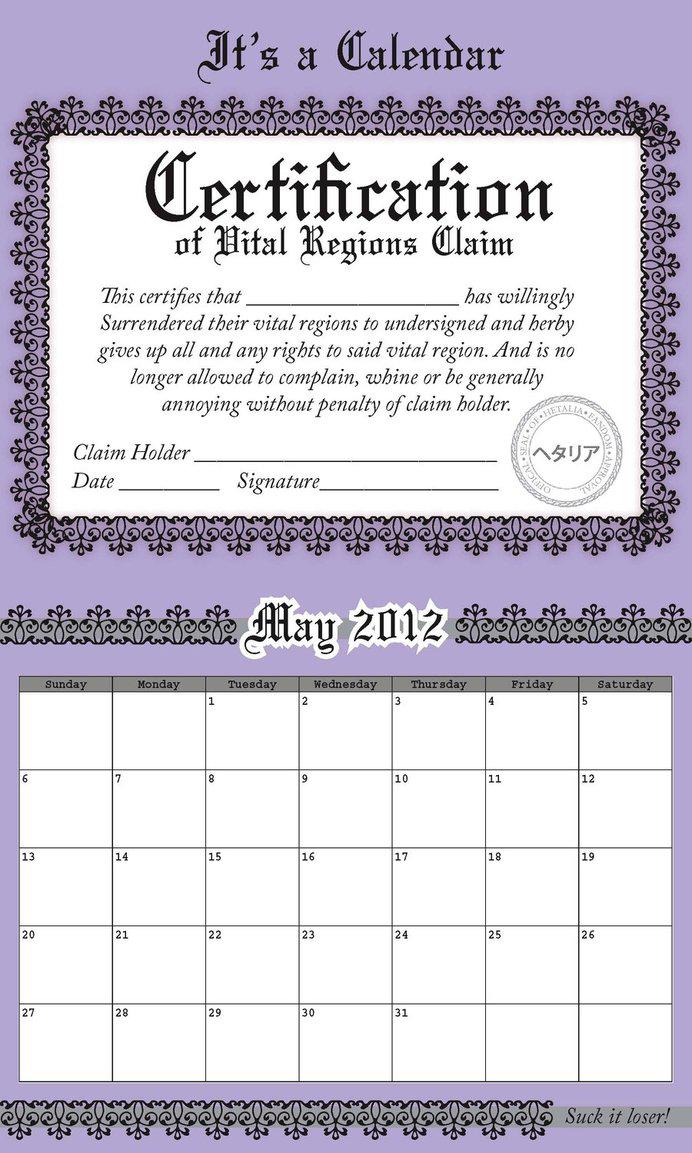 It's a Calendar
Certification
of Vital Regions Claim
This certifies that ____________________ has willingly
Surrendered their vital regions to undersigned and herby
gives up all and any rights to said vital region. And is no
longer allowed to complain, whine or be generally
annoying without penalty of claim holder.
OFFICIAL • SEAL • OF • HETALIA • FANDOM • APPROVAL
ヘタリア
Claim Holder ____________________________
Date _________ Signature________________
May 2012
Sunday Monday Tuesday Wednesday Thursday Friday Saturday
1 2 3 4 5
6 7 8 9 10 11 12
13 14 15 16 17 18 19
20 21 22 23 24 25 26
27 28 29 30 31
Suck it loser!